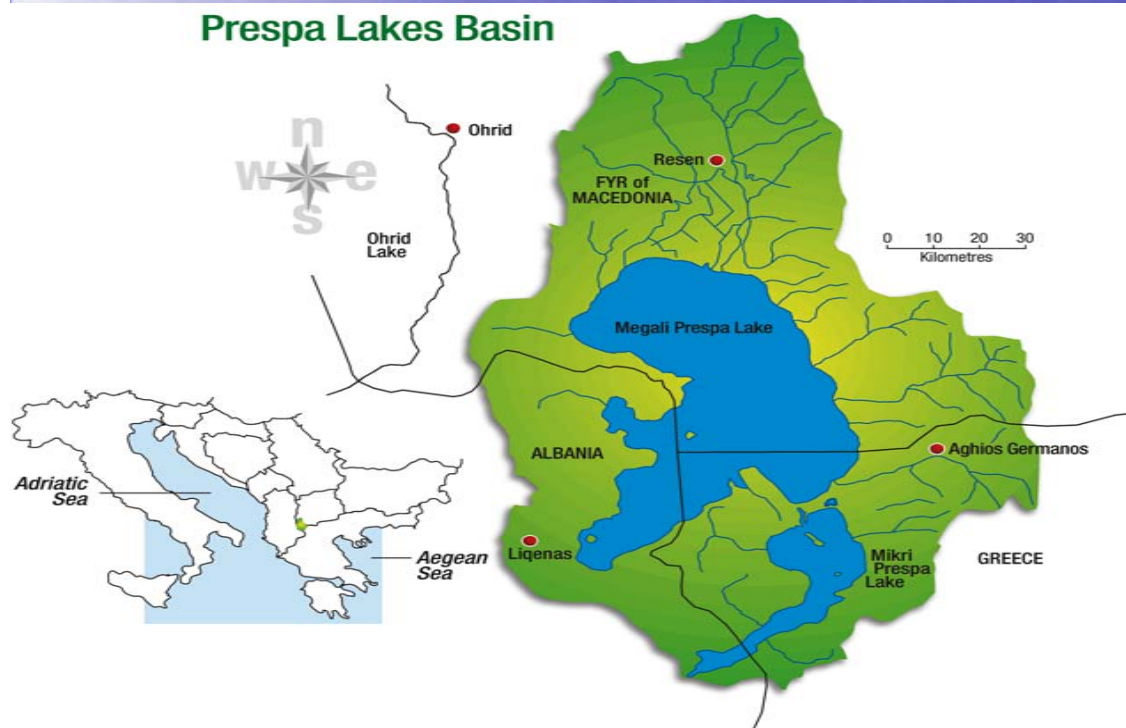 Prespa Lakes Basin
n
w e
s
Ohrid
Resen
FYR of
MACEDONIA
Ohrid
Lake
0 10 20 30
Kilometres
Megali Prespa Lake
ALBANIA
Aghios Germanos
Adriatic
Sea
Aegean
Sea
Liqenas
Mikri
Prespa
Lake
GREECE